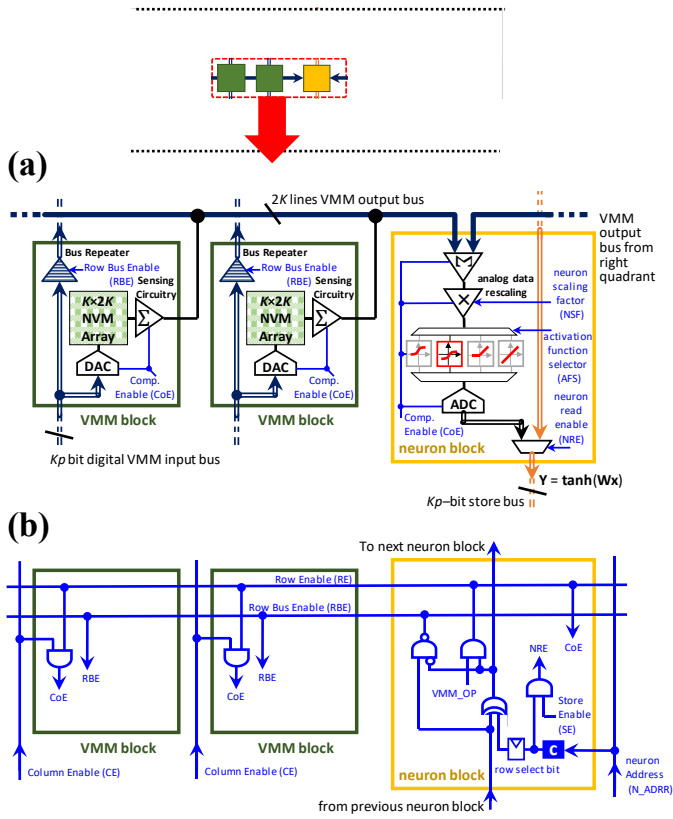 (a)
2K lines VMM output bus
VMM
output
bus from
right
quadrant
Bus Repeater
Row Bus Enable
(RBE)
Sensing
Circuitry
K×2K
NVM
Array
Σ
DAC
Comp.
Enable (CoE)
VMM block
Bus Repeater
Row Bus Enable
(RBE)
Sensing
Circuitry
K×2K
NVM
Array
Σ
DAC
Comp.
Enable (CoE)
VMM block
Kp bit digital VMM input bus
Σ
analog data
rescaling
×
neuron
scaling
factor (NSF)
activation
function
selector
(AFS)
ADC
neuron
read
enable
(NRE)
Comp.
Enable (CoE)
neuron block
Y = tanh(Wx)
Kp–bit store bus
(b)
To next neuron block
Row Enable (RE)
Row Bus Enable (RBE)
CoE
RBE
VMM block
Column Enable (CE)
CoE
RBE
VMM block
Column Enable (CE)
CoE
NRE
VMM_OP
Store
Enable
(SE)
C
row select bit
neuron block
neuron
Address
(N_ADRR)
from previous neuron block